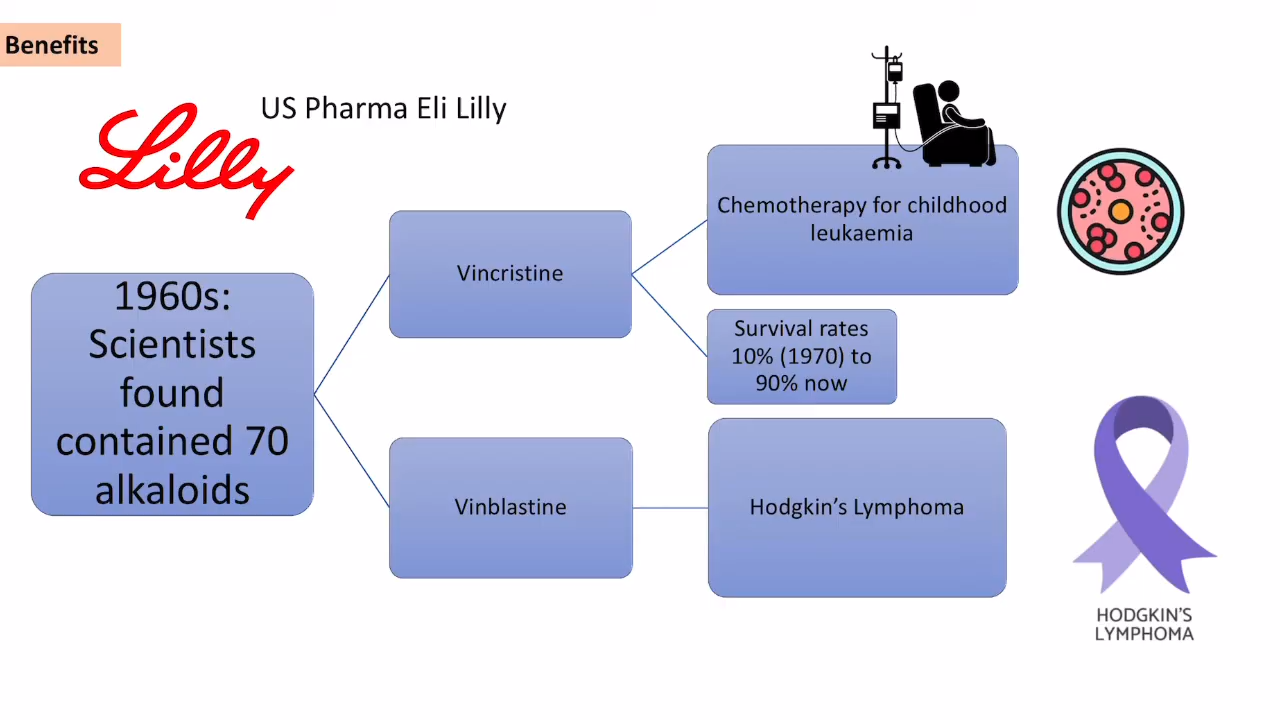 Benefits
US Pharma Eli Lilly
Lilly
1960s:
Scientists
found
contained 70
alkaloids
Vincristine
Chemotherapy for childhood
leukaemia
Survival rates
10% (1970) to
90% now
Vinblastine
Hodgkin’s Lymphoma
HODGKIN'S
LYMPHOMA